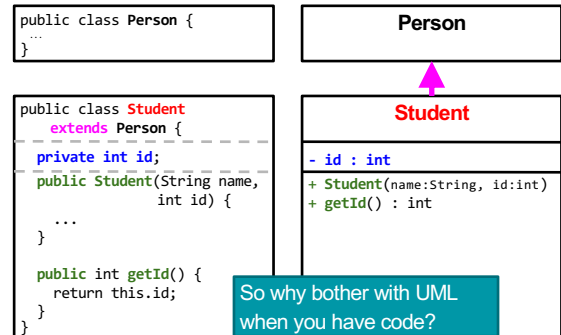 public class Person {
...
}
Person
public class Student
extends Person {
private int id;
public Student(String name,
int id) {
...
}
public int getId() {
return this.id;
}
}
Student
- id : int
+ Student(name:String, id:int)
+ getId() : int
So why bother with UML
when you have code?